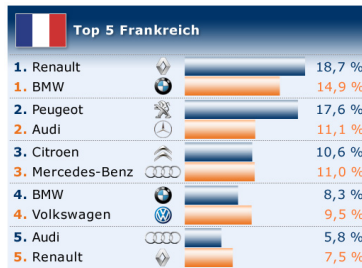 Top 5 Frankreich
1. Renault 18,7 %
1. BMW 14,9 %
2. Peugeot 17,6 %
2. Audi 11,1 %
3. Citroen 10,6 %
3. Mercedes-Benz 11,0 %
4. BMW 8,3 %
4. Volkswagen 9,5 %
5. Audi 5,8 %
5. Renault 7,5 %